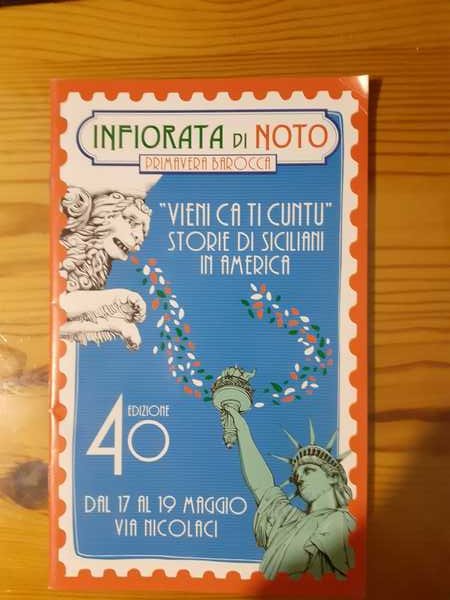 INFIORATA DI NOTO
PRIMAVERA BAROCCA
"VIENI CA TI CUNTU"
STORIE DI SICILIANI
IN AMERICA
EDIZIONE
40
DAL 17 AL 19 MAGGIO
VIA NICOLACI